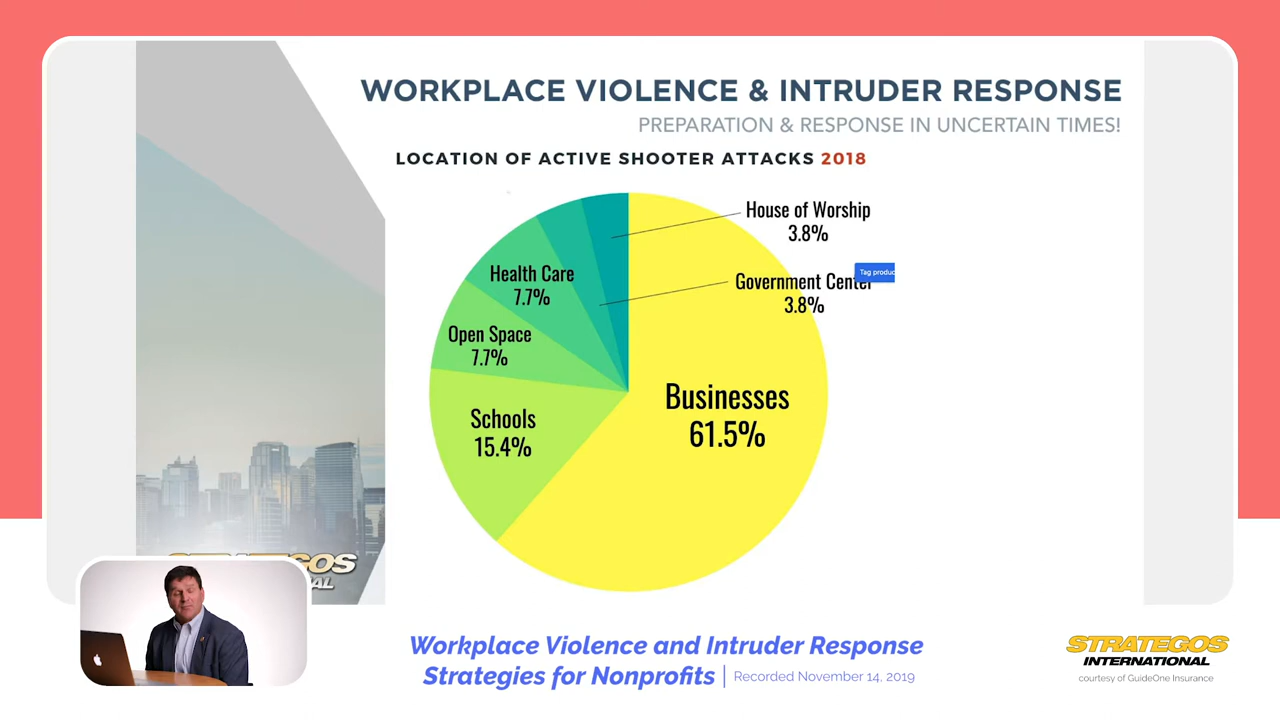 WORKPLACE VIOLENCE & INTRUDER RESPONSE
PREPARATION & RESPONSE IN UNCERTAIN TIMES!
LOCATION OF ACTIVE SHOOTER ATTACKS 2018
House of Worship
3.8%
Government Center
3.8%
Tag produc
Health Care
7.7%
Open Space
7.7%
Schools
15.4%
Businesses
61.5%
Workplace Violence and Intruder Response
Strategies for Nonprofits | Recorded November 14, 2019
STRATEGOS
INTERNATIONAL
courtesy of GuideOne Insurance